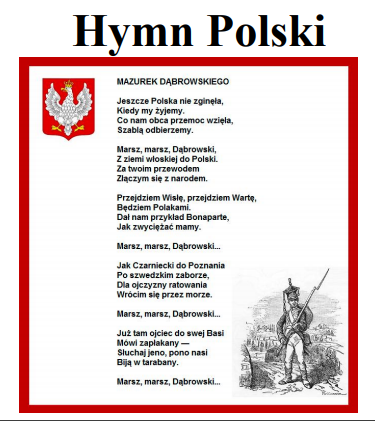 Hymn Polski
MAZUREK DĄBROWSKIEGO
Jeszcze Polska nie zginęła,
Kiedy my żyjemy.
Co nam obca przemoc wzięła,
Szablą odbierzemy.
Marsz, marsz, Dąbrowski,
Z ziemi włoskiej do Polski.
Za twoim przewodem
Złączym się z narodem.
Przejdziem Wisłę, przejdziem Wartę,
Będziem Polakami.
Dał nam przykład Bonaparte,
Jak zwyciężać mamy.
Marsz, marsz, Dąbrowski...
Jak Czarniecki do Poznania
Po szwedzkim zaborze,
Dla ojczyzny ratowania
Wrócim się przez morze.
Marsz, marsz, Dąbrowski...
Już tam ojciec do swej Basi
Mówi zapłakany —
Słuchaj jeno, pono nasi
Biją w tarabany.
Marsz, marsz, Dąbrowski...